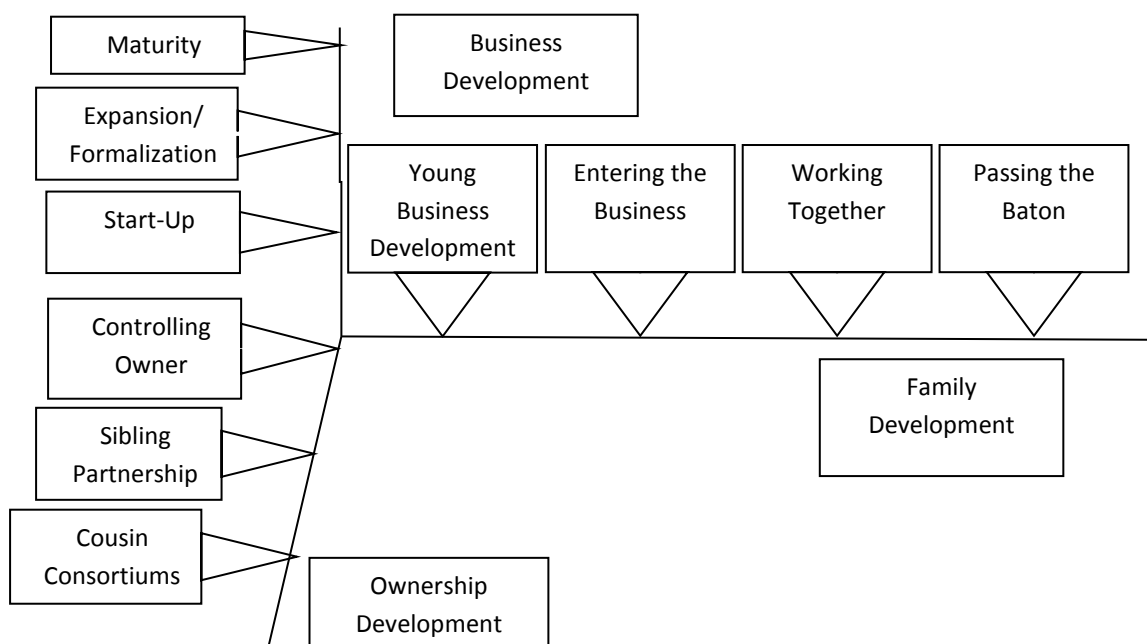 Maturity
Business
Development
Expansion/
Formalization
Young
Business
Development
Entering the
Business
Working
Together
Passing the
Baton
Start-Up
Controlling
Owner
Family
Development
Sibling
Partnership
Cousin
Consortiums
Ownership
Development